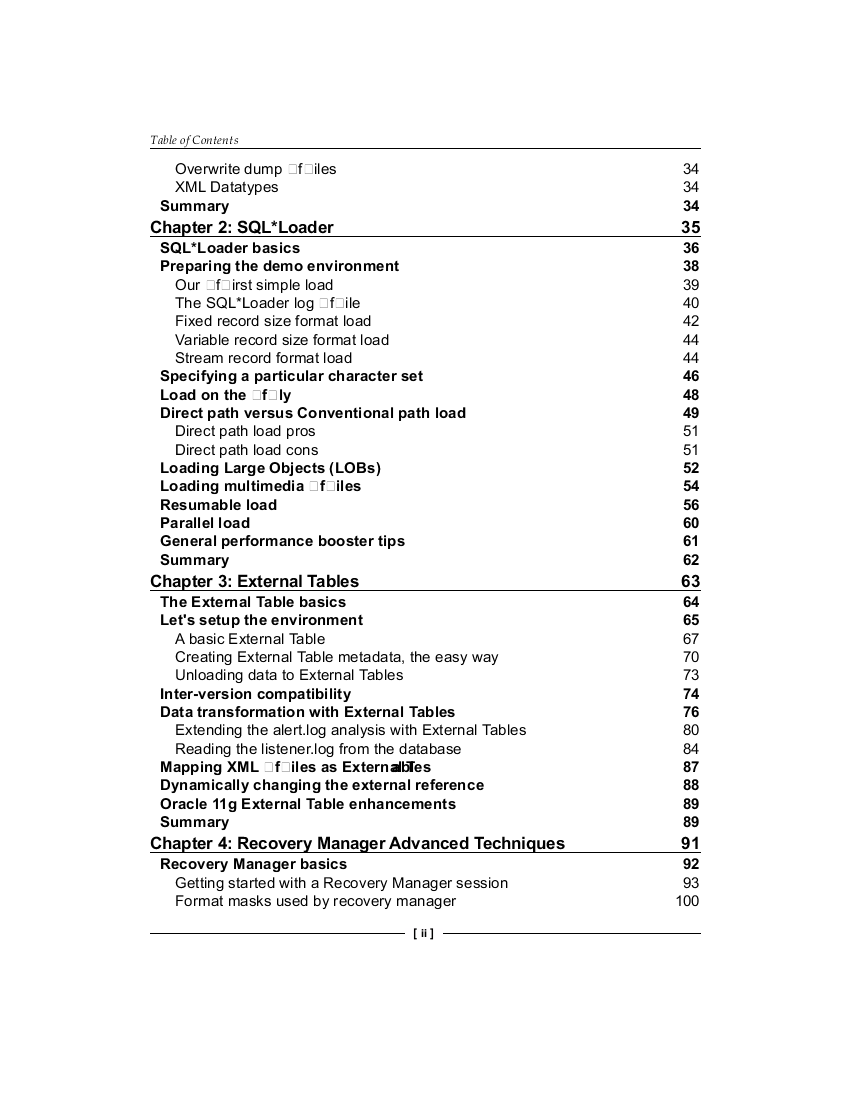 Table of Contents
Overwrite dump □f□iles 34
XML Datatypes 34
Summary 34
Chapter 2: SQL*Loader 35
SQL*Loader basics 36
Preparing the demo environment 38
Our □f□irst simple load 39
The SQL*Loader log □f□ile 40
Fixed record size format load 42
Variable record size format load 44
Stream record format load 44
Specifying a particular character set 46
Load on the □f□ly 48
Direct path versus Conventional path load 49
Direct path load pros 51
Direct path load cons 51
Loading Large Objects (LOBs) 52
Loading multimedia □f□iles 54
Resumable load 56
Parallel load 60
General performance booster tips 61
Summary 62
Chapter 3: External Tables 63
The External Table basics 64
Let's setup the environment 65
A basic External Table 67
Creating External Table metadata, the easy way 70
Unloading data to External Tables 73
Inter-version compatibility 74
Data transformation with External Tables 76
Extending the alert.log analysis with External Tables 80
Reading the listener.log from the database 84
Mapping XML □f□iles as External 87
Dynamically changing the external reference 88
Oracle 11g External Table enhancements 89
Summary 89
Chapter 4: Recovery Manager Advanced Techniques 91
Recovery Manager basics 92
Getting started with a Recovery Manager session 93
Format masks used by recovery manager 100
[ ii ]